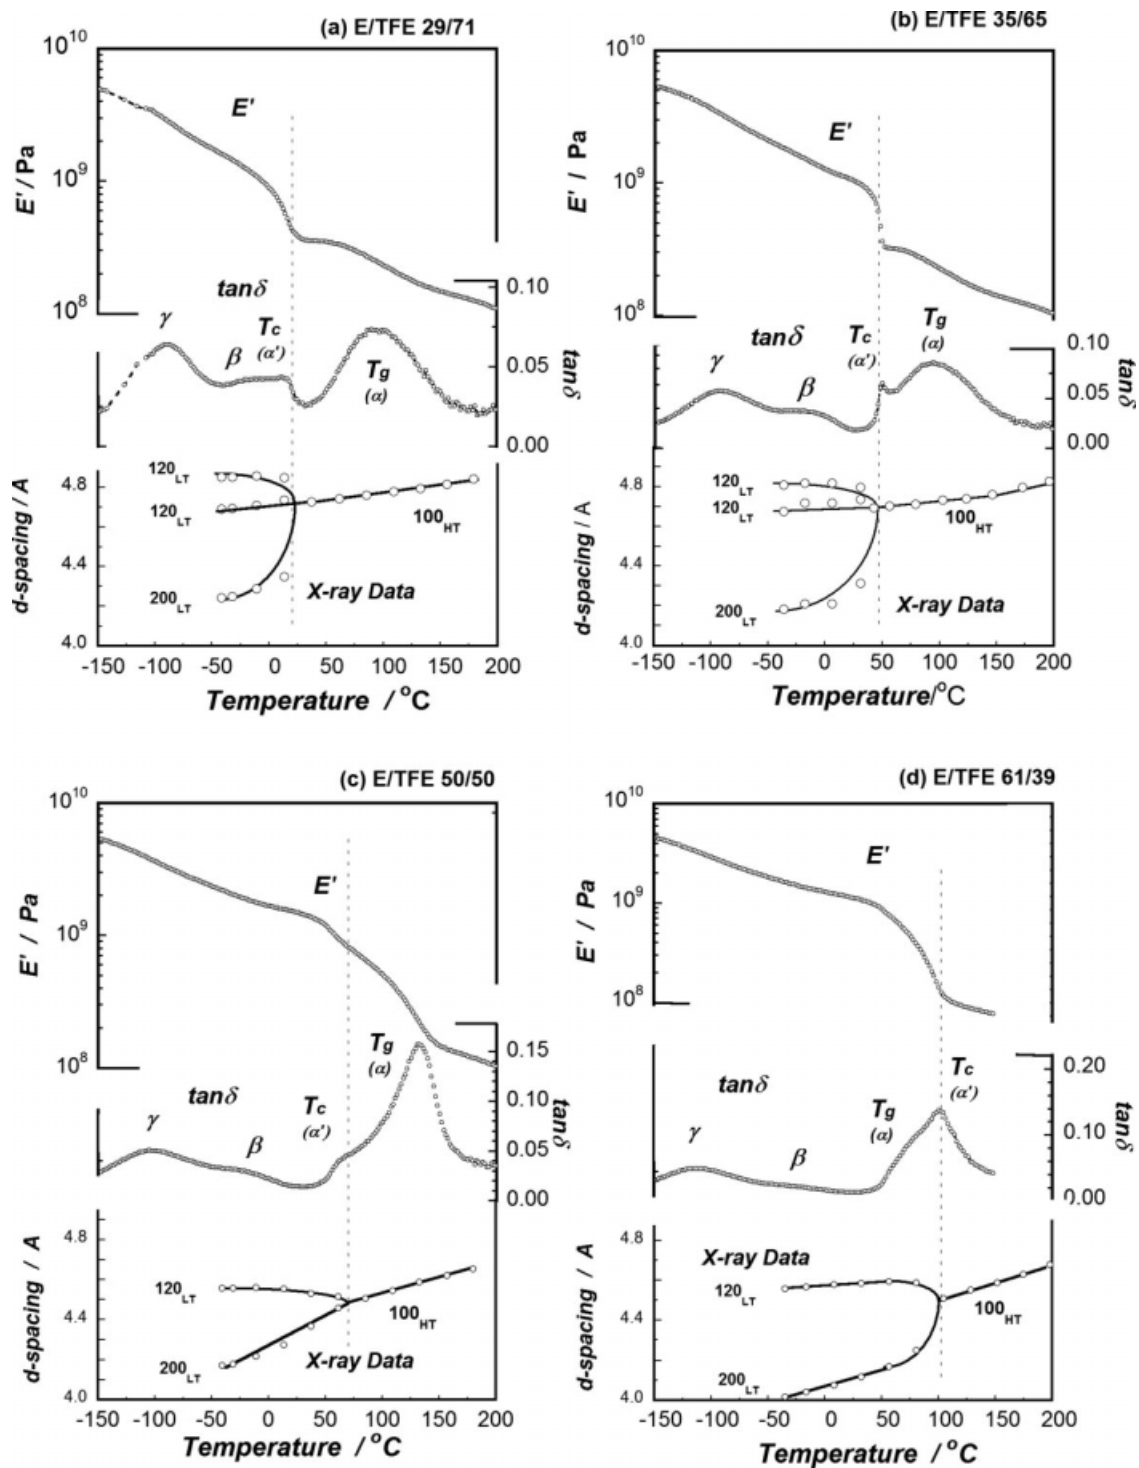 (a) E/TFE 29/71
10^10
E'
E' / Pa
10^9
10^8
tanδ
0.10
γ
β
Tc
(α')
Tg
(α)
0.05
tanδ
0.00
120LT
4.8
120LT
100HT
4.4
d-spacing / A
200LT
X-ray Data
4.0
-150 -100 -50 0 50 100 150 200
Temperature / °C
(b) E/TFE 35/65
10^10
E'
E' / Pa
10^9
10^8
Tg
(α)
tanδ
Tc
(α')
0.10
γ
β
0.05
tanδ
0.00
120LT
4.8
120LT
100HT
4.4
d-spacing / A
200LT
X-ray Data
4.0
-150 -100 -50 0 50 100 150 200
Temperature/°C
(c) E/TFE 50/50
10^10
E'
E' / Pa
10^9
10^8
Tg
(α)
0.15
tanδ
Tc
(α')
0.10
γ
β
0.05
tanδ
0.00
4.8
120LT
4.4
100HT
d-spacing / A
200LT
X-ray Data
4.0
-150 -100 -50 0 50 100 150 200
Temperature / °C
(d) E/TFE 61/39
10^10
E'
E' / Pa
10^9
10^8
tanδ
Tc
(α')
0.20
Tg
(α)
γ
β
0.10
tanδ
0.00
4.8
X-ray Data
120LT
4.4
100HT
d-spacing / A
200LT
4.0
-150 -100 -50 0 50 100 150 200
Temperature / °C